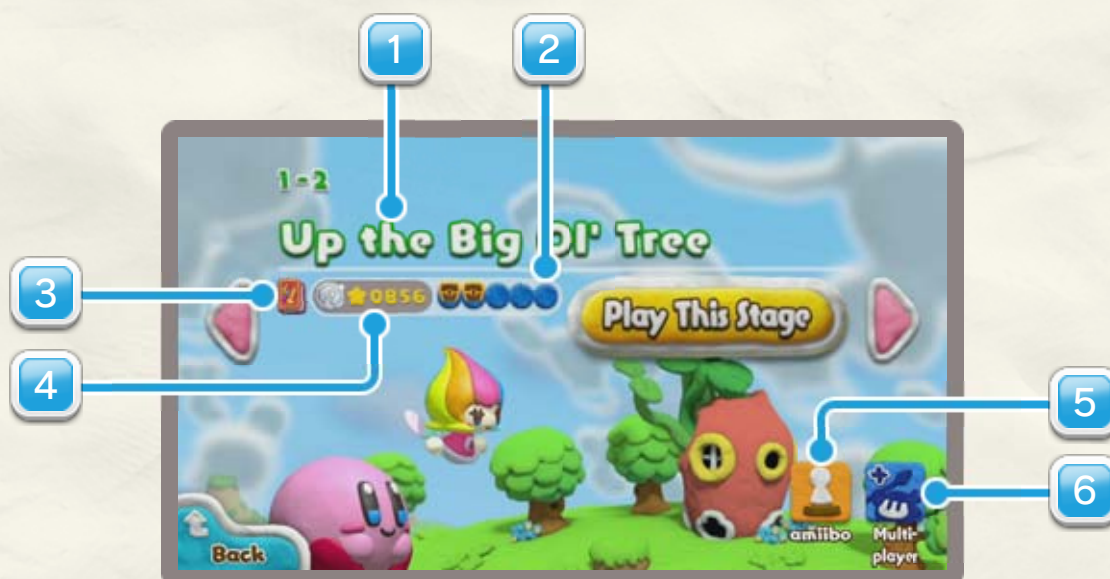 1
2
1-2
Up the Big Ol' Tree
3
0856
Play This Stage
4
5
6
amiibo
Multi-
player
Back